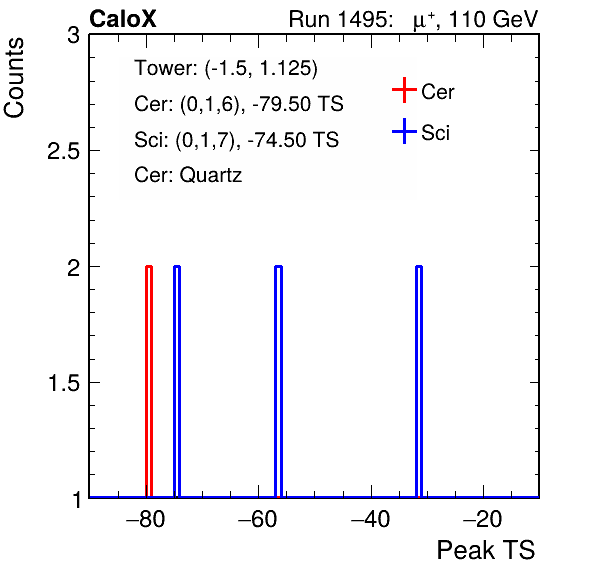 CaloX Run 1495: μ⁺, 110 GeV
Counts
3
2.5
2
1.5
1
Tower: (-1.5, 1.125)
Cer: (0,1,6), -79.50 TS
Sci: (0,1,7), -74.50 TS
Cer: Quartz
Cer
Sci
−80 −60 −40 −20
Peak TS